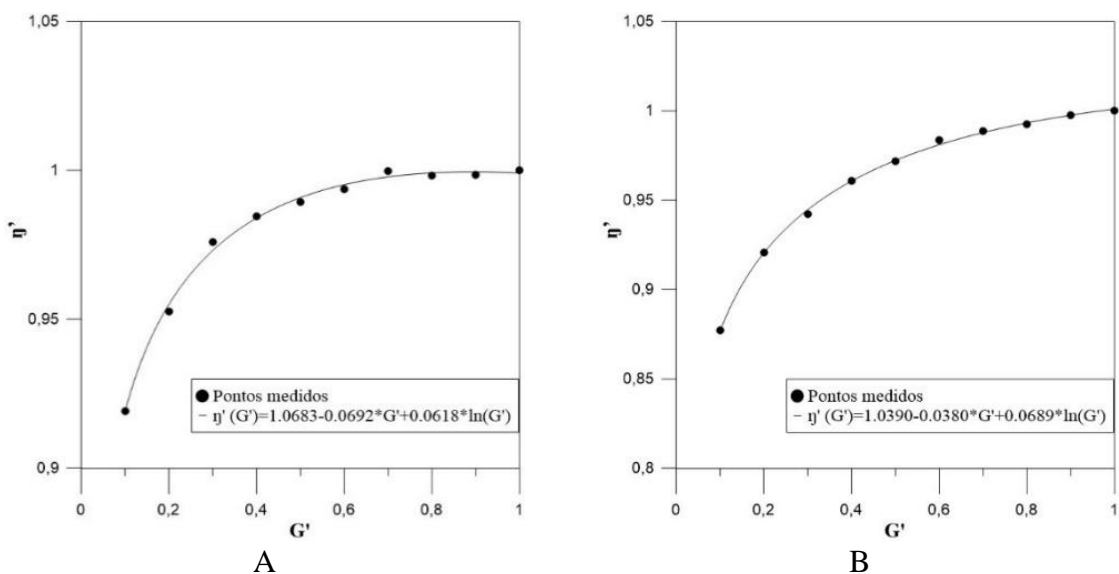 1,05
1
0,95
0,9
ŋ'
0
0,2
0,4
0,6
0,8
1
G'
Pontos medidos
ŋ' (G')=1.0683-0.0692*G'+0.0618*ln(G')
A
1,05
1
0,95
0,9
0,85
0,8
ŋ'
0
0,2
0,4
0,6
0,8
1
G'
Pontos medidos
ŋ' (G')=1.0390-0.0380*G'+0.0689*ln(G')
B